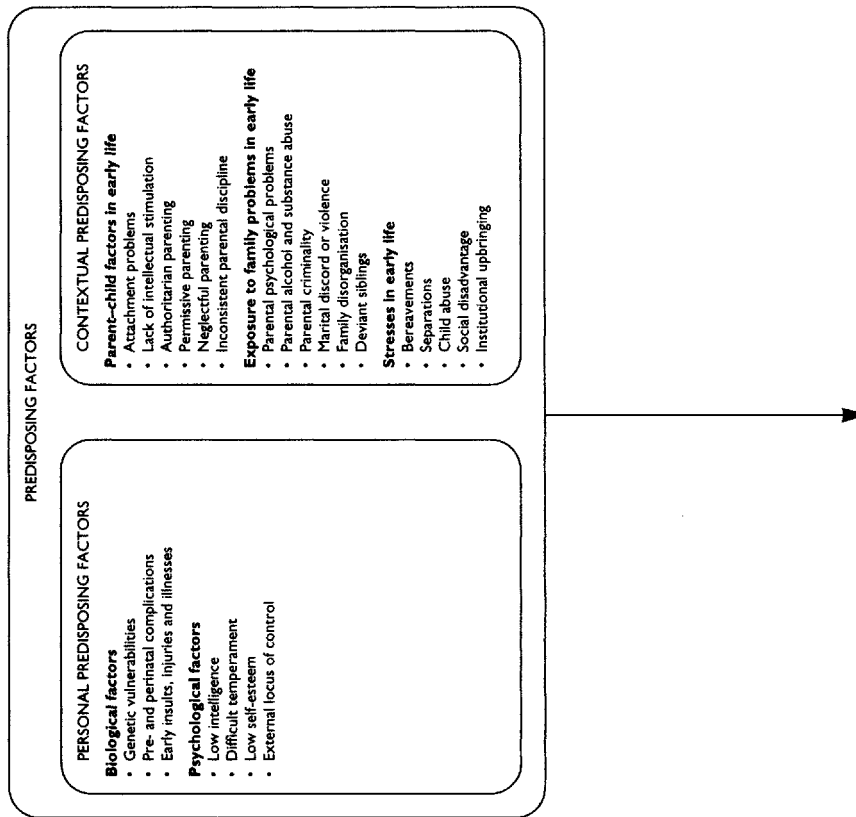 PREDISPOSING FACTORS
PERSONAL PREDISPOSING FACTORS
Biological factors
• Genetic vulnerabilities
• Pre- and perinatal complications
• Early insults, injuries and illnesses
Psychological factors
• Low intelligence
• Difficult temperament
• Low self-esteem
• External locus of control
CONTEXTUAL PREDISPOSING FACTORS
Parent–child factors in early life
• Attachment problems
• Lack of intellectual stimulation
• Authoritarian parenting
• Permissive parenting
• Neglectful parenting
• Inconsistent parental discipline
Exposure to family problems in early life
• Parental psychological problems
• Parental alcohol and substance abuse
• Parental criminality
• Marital discord or violence
• Family disorganisation
• Deviant siblings
Stresses in early life
• Bereavements
• Separations
• Child abuse
• Social disadvantage
• Institutional upbringing